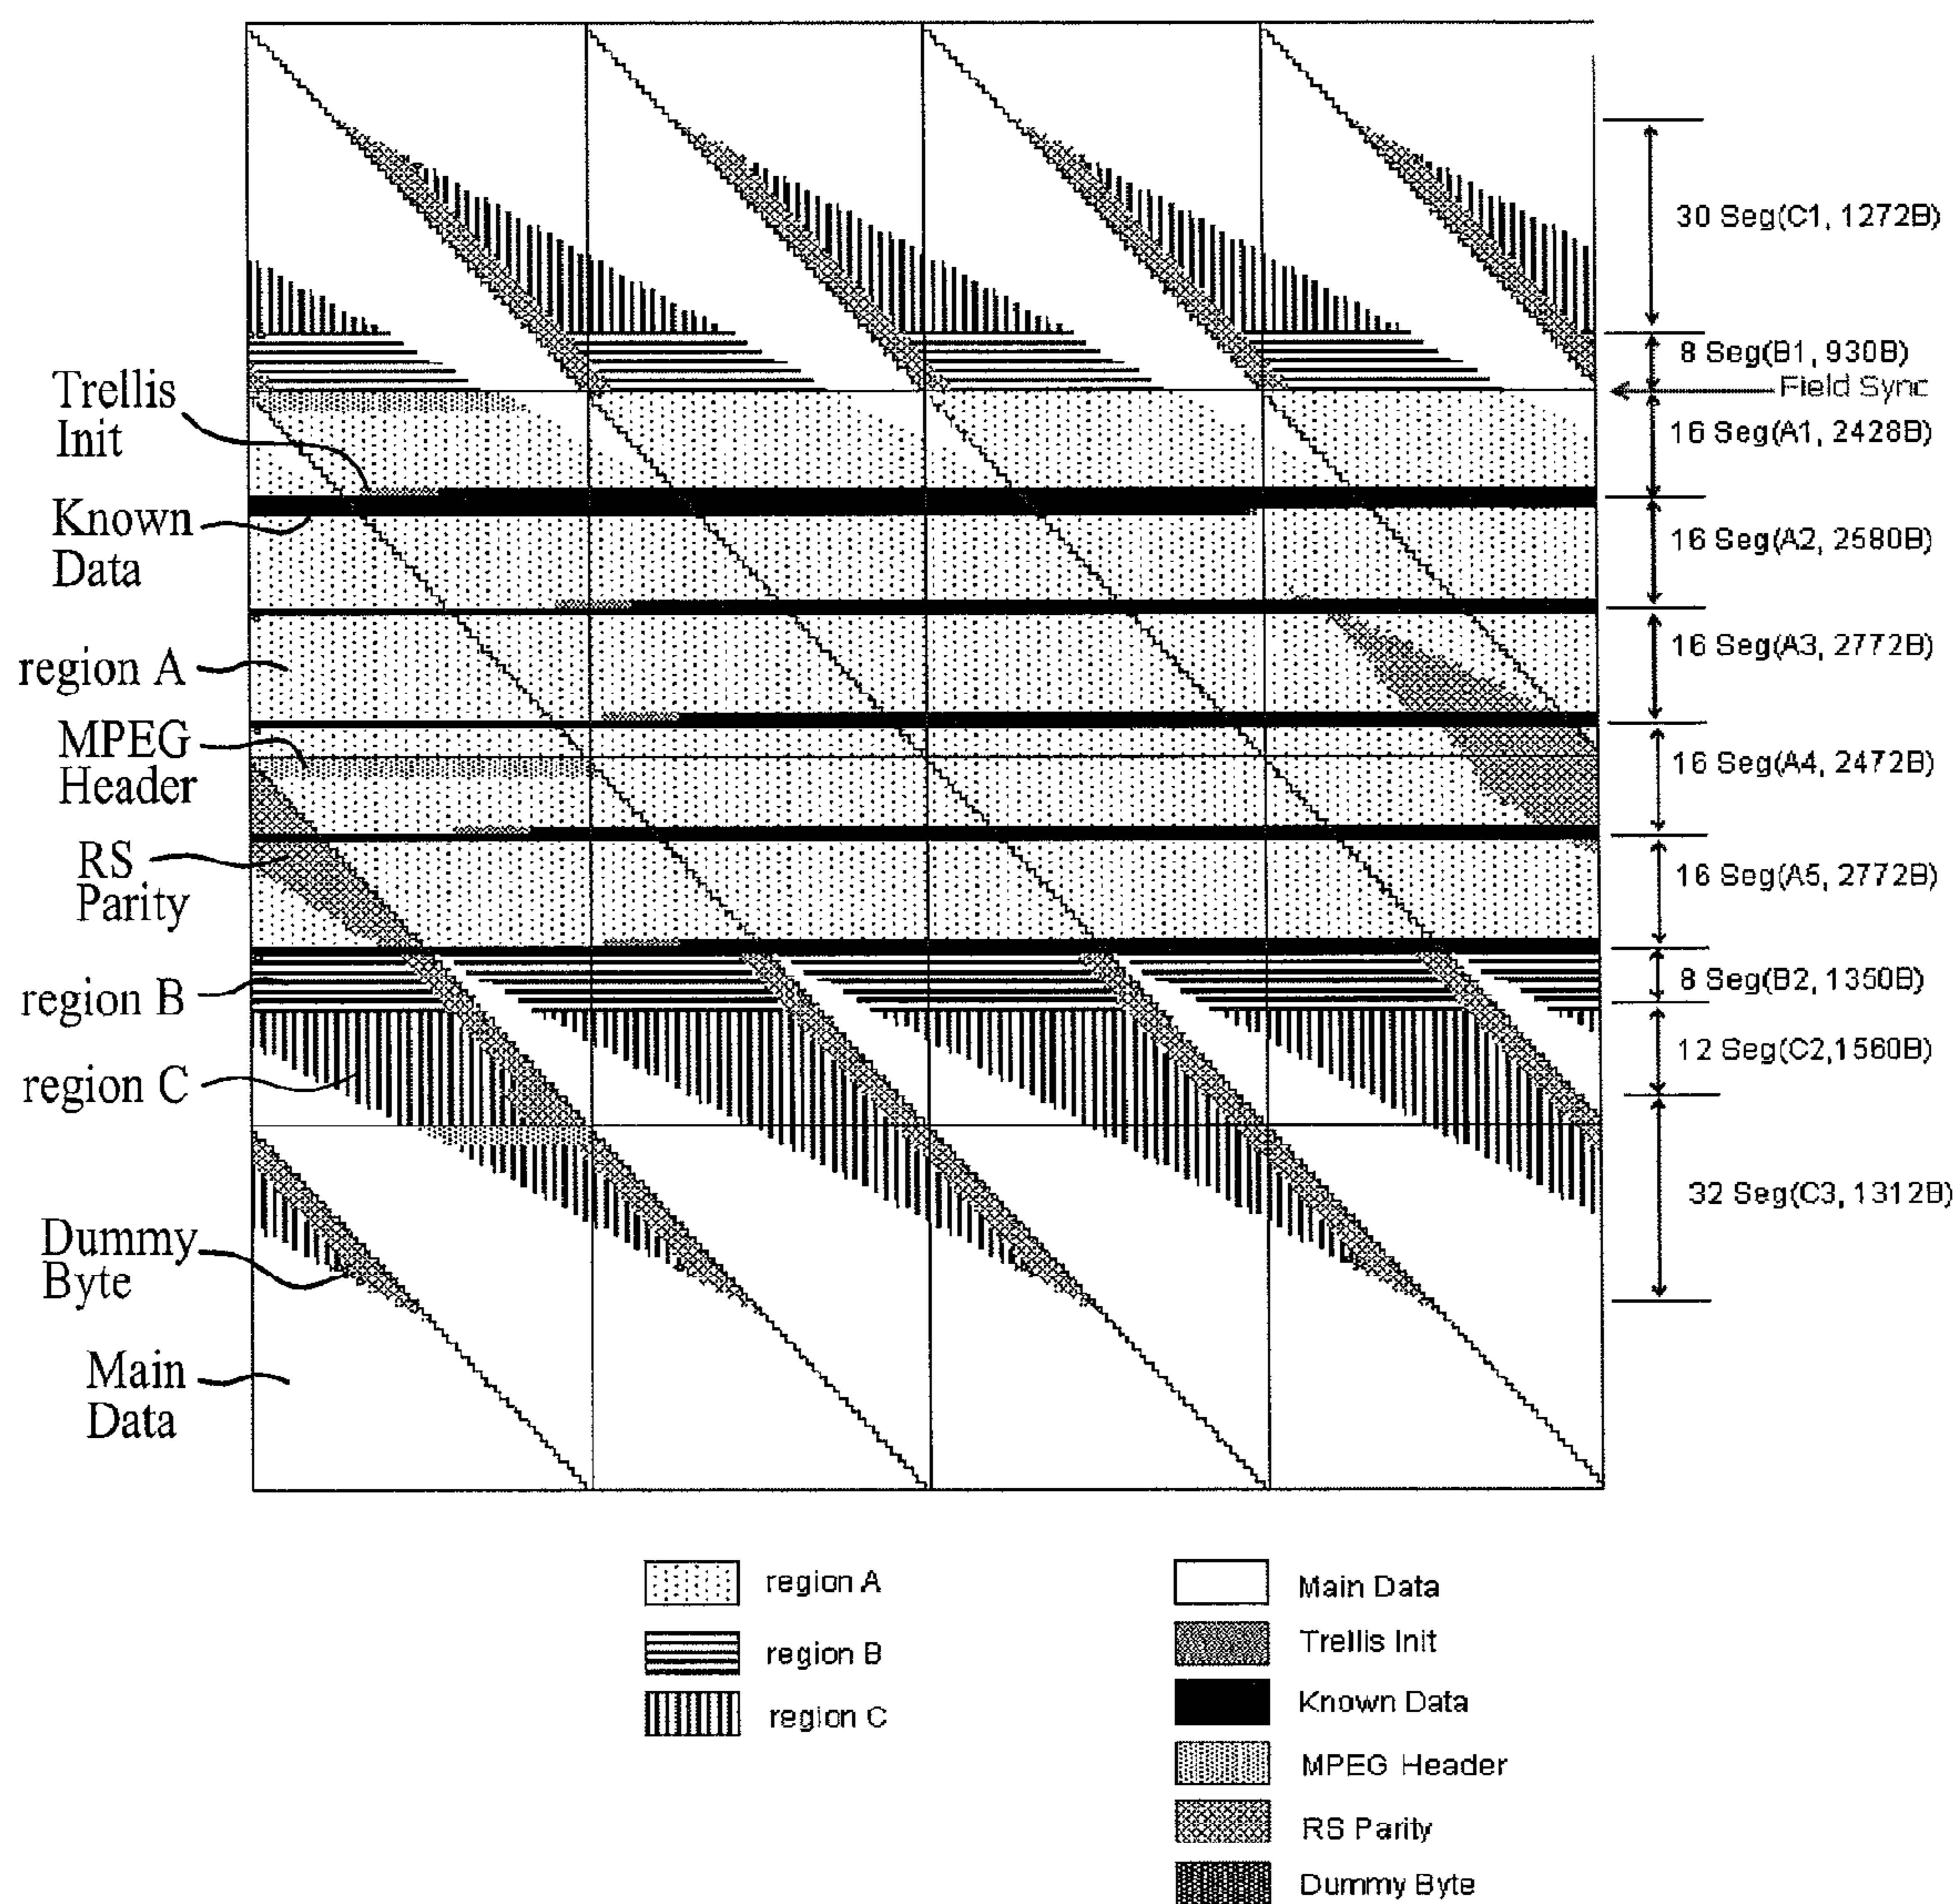 30 Seg(C1, 1272B)
8 Seg(B1, 930B)
Field Sync
16 Seg(A1, 2428B)
16 Seg(A2, 2580B)
16 Seg(A3, 2772B)
16 Seg(A4, 2472B)
16 Seg(A5, 2772B)
8 Seg(B2, 1350B)
12 Seg(C2,1560B)
32 Seg(C3, 1312B)
Trellis
Init
Known
Data
region A
MPEG
Header
RS
Parity
region B
region C
Dummy
Byte
Main
Data
region A
region B
region C
Main Data
Trellis Init
Known Data
MPEG Header
RS Parity
Dummy Byte